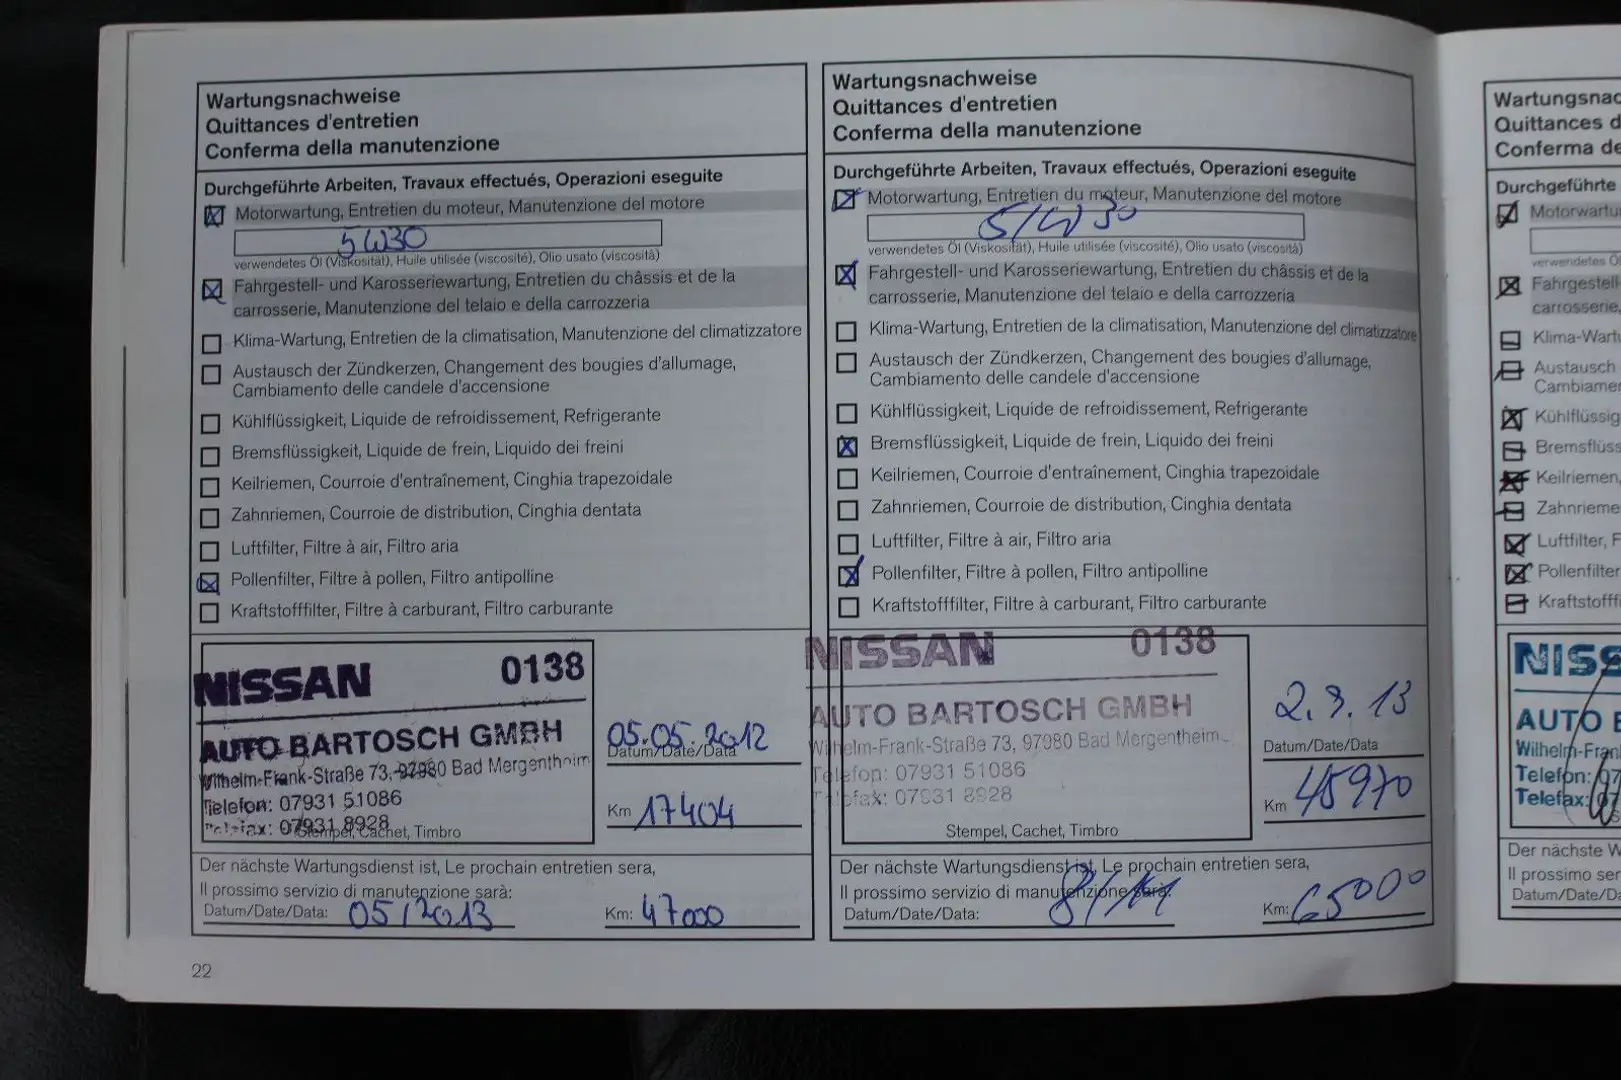 Wartungsnachweise
Quittances d'entretien
Conferma della manutenzione
Durchgeführte Arbeiten, Travaux effectués, Operazioni eseguite
Motorwartung, Entretien du moteur, Manutenzione del motore
5W30
verwendetes Öl (Viskosität), Huile utilisée (viscosité), Olio usato (viscosità)
Fahrgestell- und Karosseriewartung, Entretien du châssis et de la
carrosserie, Manutenzione del telaio e della carrozzeria
Klima-Wartung, Entretien de la climatisation, Manutenzione del climatizzatore
Austausch der Zündkerzen, Changement des bougies d'allumage,
Cambiamento delle candele d'accensione
Kühlflüssigkeit, Liquide de refroidissement, Refrigerante
Bremsflüssigkeit, Liquide de frein, Liquido dei freini
Keilriemen, Courroie d'entraînement, Cinghia trapezoidale
Zahnriemen, Courroie de distribution, Cinghia dentata
Luftfilter, Filtre à air, Filtro aria
Pollenfilter, Filtre à pollen, Filtro antipolline
Kraftstofffilter, Filtre à carburant, Filtro carburante
NISSAN 0138
AUTO BARTOSCH GMBH
Wilhelm-Frank-Straße 73, 97980 Bad Mergentheim
Telefon: 07931 51086
Telefax: 07931 8928
Stempel, Cachet, Timbro
05.05.2012
Datum/Date/Data
Km 17404
Der nächste Wartungsdienst ist, Le prochain entretien sera,
Il prossimo servizio di manutenzione sarà:
Datum/Date/Data: 05/2013 Km: 47000
22
Wartungsnachweise
Quittances d'entretien
Conferma della manutenzione
Durchgeführte Arbeiten, Travaux effectués, Operazioni eseguite
Motorwartung, Entretien du moteur, Manutenzione del motore
5W30
verwendetes Öl (Viskosität), Huile utilisée (viscosité), Olio usato (viscosità)
Fahrgestell- und Karosseriewartung, Entretien du châssis et de la
carrosserie, Manutenzione del telaio e della carrozzeria
Klima-Wartung, Entretien de la climatisation, Manutenzione del climatizzatore
Austausch der Zündkerzen, Changement des bougies d'allumage,
Cambiamento delle candele d'accensione
Kühlflüssigkeit, Liquide de refroidissement, Refrigerante
Bremsflüssigkeit, Liquide de frein, Liquido dei freini
Keilriemen, Courroie d'entraînement, Cinghia trapezoidale
Zahnriemen, Courroie de distribution, Cinghia dentata
Luftfilter, Filtre à air, Filtro aria
Pollenfilter, Filtre à pollen, Filtro antipolline
Kraftstofffilter, Filtre à carburant, Filtro carburante
NISSAN 0138
AUTO BARTOSCH GMBH
Wilhelm-Frank-Straße 73, 97980 Bad Mergentheim
Telefon: 07931 51086
Telefax: 07931 8928
Stempel, Cachet, Timbro
Datum/Date/Data
Km 45970
Der nächste Wartungsdienst ist, Le prochain entretien sera,
Il prossimo servizio di manutenzione sarà:
Datum/Date/Data: Km: 65000
Wartungsnac
Quittances d
Conferma de
Durchgeführte
Motorwartu
verwendetes Ö
Fahrgestell-
carrosserie,
Klima-Wartu
Austausch
Cambiamen
Kühlflüssig
Bremsflüss
Keilriemen,
Zahnrieme
Luftfilter, F
Pollenfilter
Kraftstofffi
NISS
AUTO B
Wilhelm-Fran
Telefon: 07
Telefax: 07
Der nächste W
Il prossimo ser
Datum/Date/Da